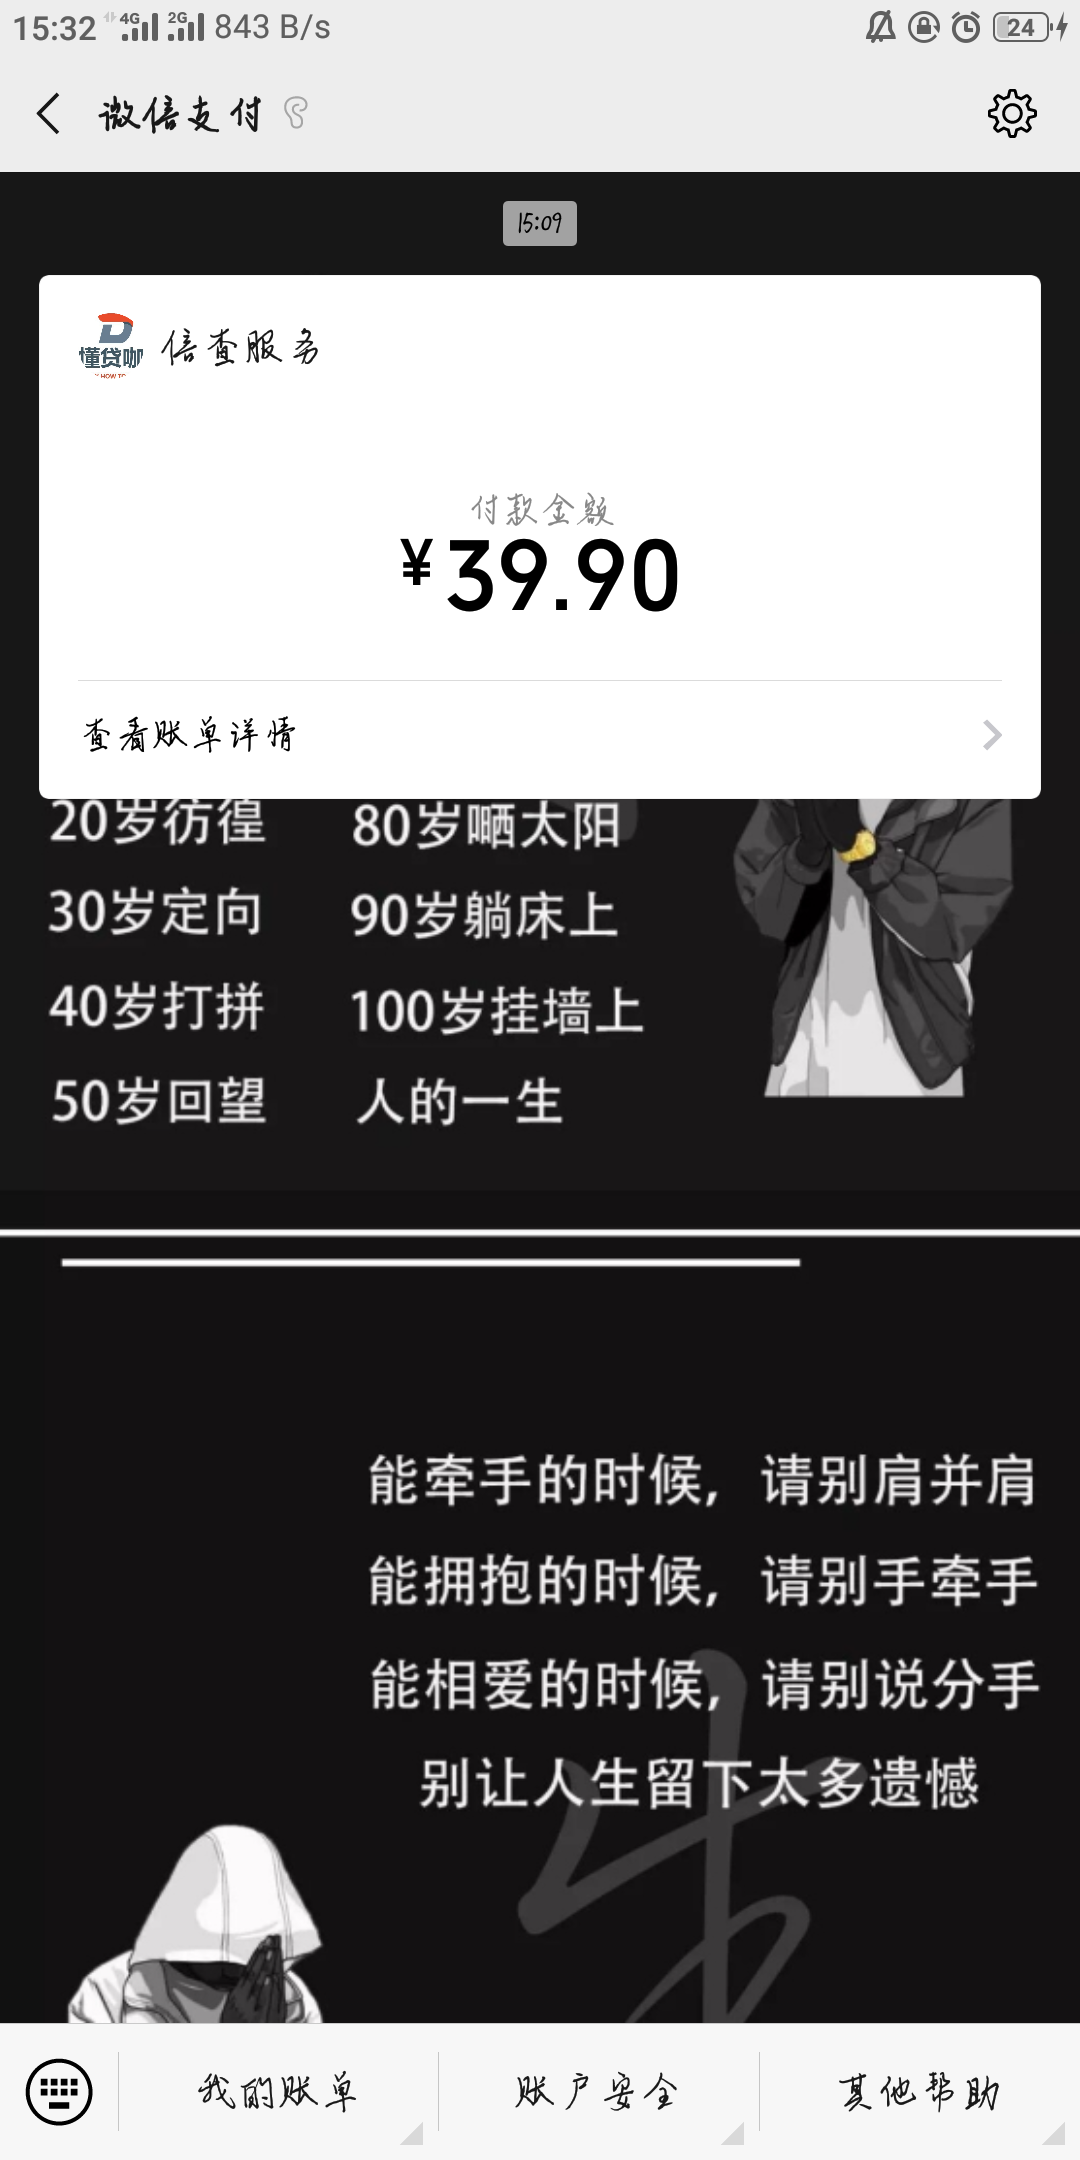 15:32 4G 2G 843 B/s 24
微信支付
15:09
懂贷咖
HOW TO
信查服务
付款金额
¥39.90
查看账单详情
20岁彷徨 80岁晒太阳
30岁定向 90岁躺床上
40岁打拼 100岁挂墙上
50岁回望 人的一生
能牵手的时候，请别肩并肩
能拥抱的时候，请别手牵手
能相爱的时候，请别说分手
别让人生留下太多遗憾
我的账单 账户安全 其他帮助